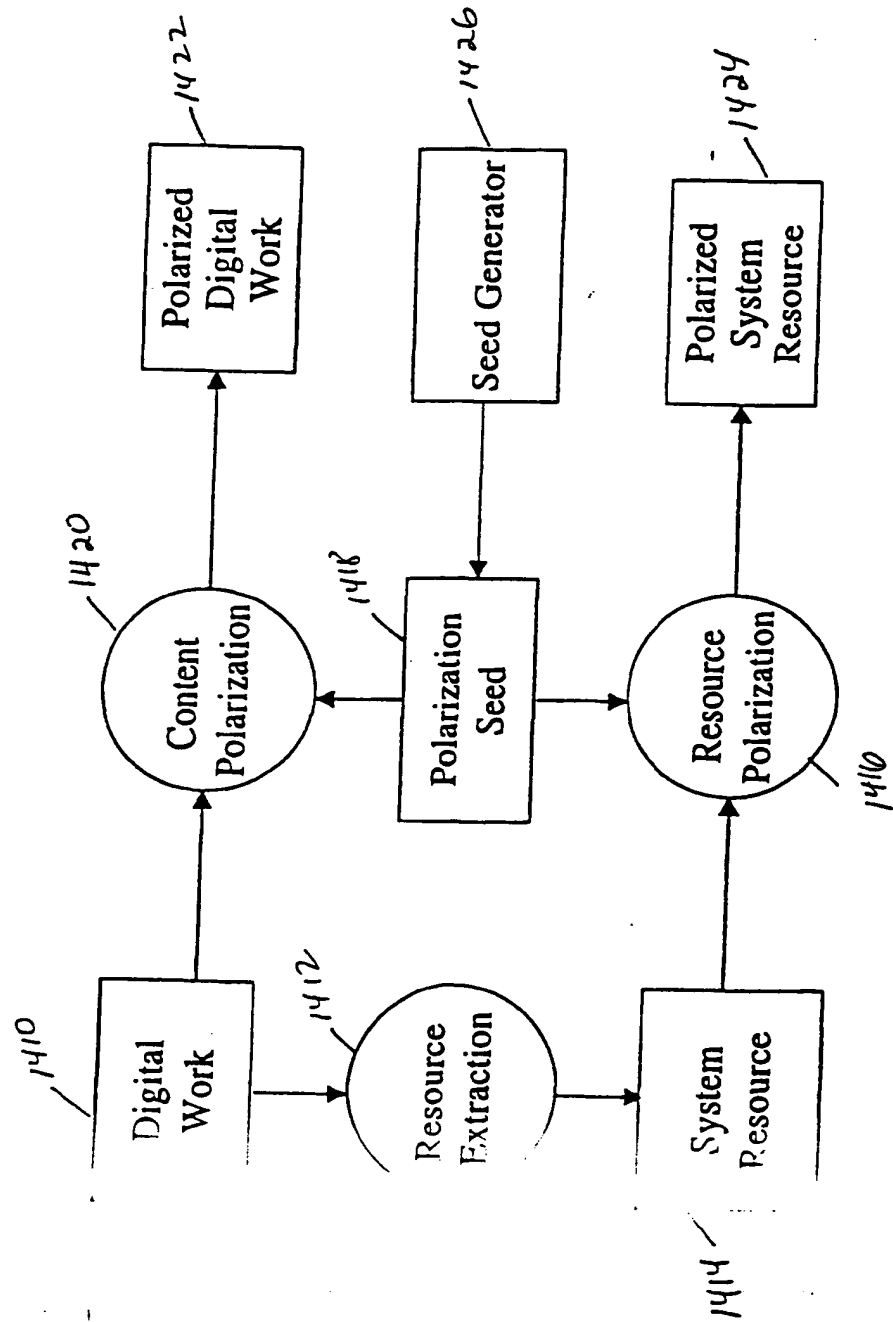 1410
Digital
Work
1420
Content
Polarization
1422
Polarized
Digital
Work
1412
Resource
Extraction
1418
Polarization
Seed
1426
Seed Generator
1414
System
Resource
1416
Resource
Polarization
1424
Polarized
System
Resource